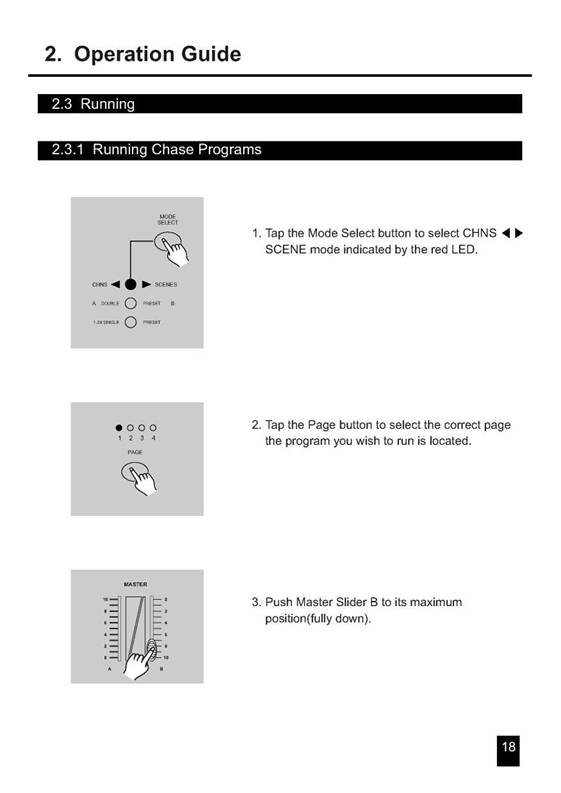 2. Operation Guide
2.3 Running
2.3.1 Running Chase Programs
MODE
SELECT
CHNS ◀ ▶ SCENES
A DOUBLE PRESET B
1-24 SINGLE PRESET
1. Tap the Mode Select button to select CHNS ◀ ▶
SCENE mode indicated by the red LED.
1 2 3 4
PAGE
2. Tap the Page button to select the correct page
the program you wish to run is located.
MASTER
10 0
8 2
6 4
4 6
2 8
0 10
A B
3. Push Master Slider B to its maximum
position(fully down).
18